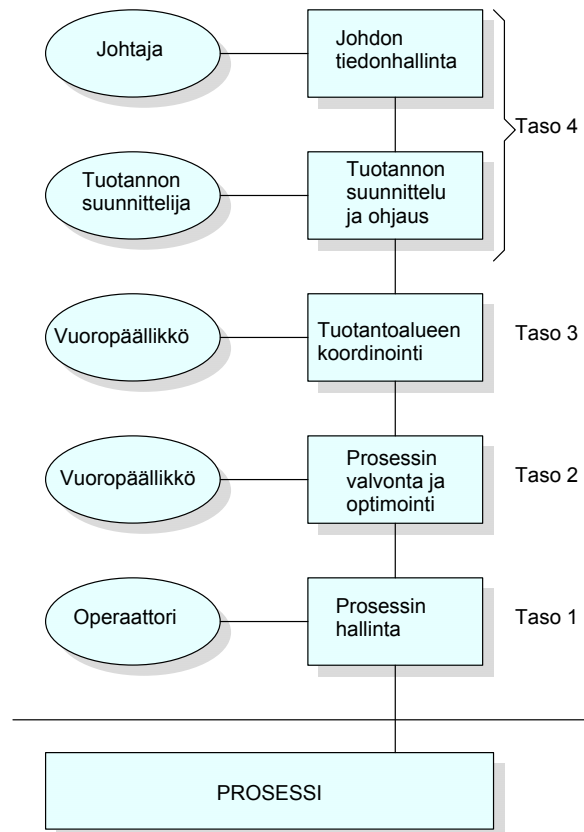 Johtaja
Johdon
tiedonhallinta
Taso 4
Tuotannon
suunnittelija
Tuotannon
suunnittelu
ja ohjaus
Vuoropäällikkö
Tuotantoalueen
koordinointi
Taso 3
Vuoropäällikkö
Prosessin
valvonta ja
optimointi
Taso 2
Operaattori
Prosessin
hallinta
Taso 1
PROSESSI